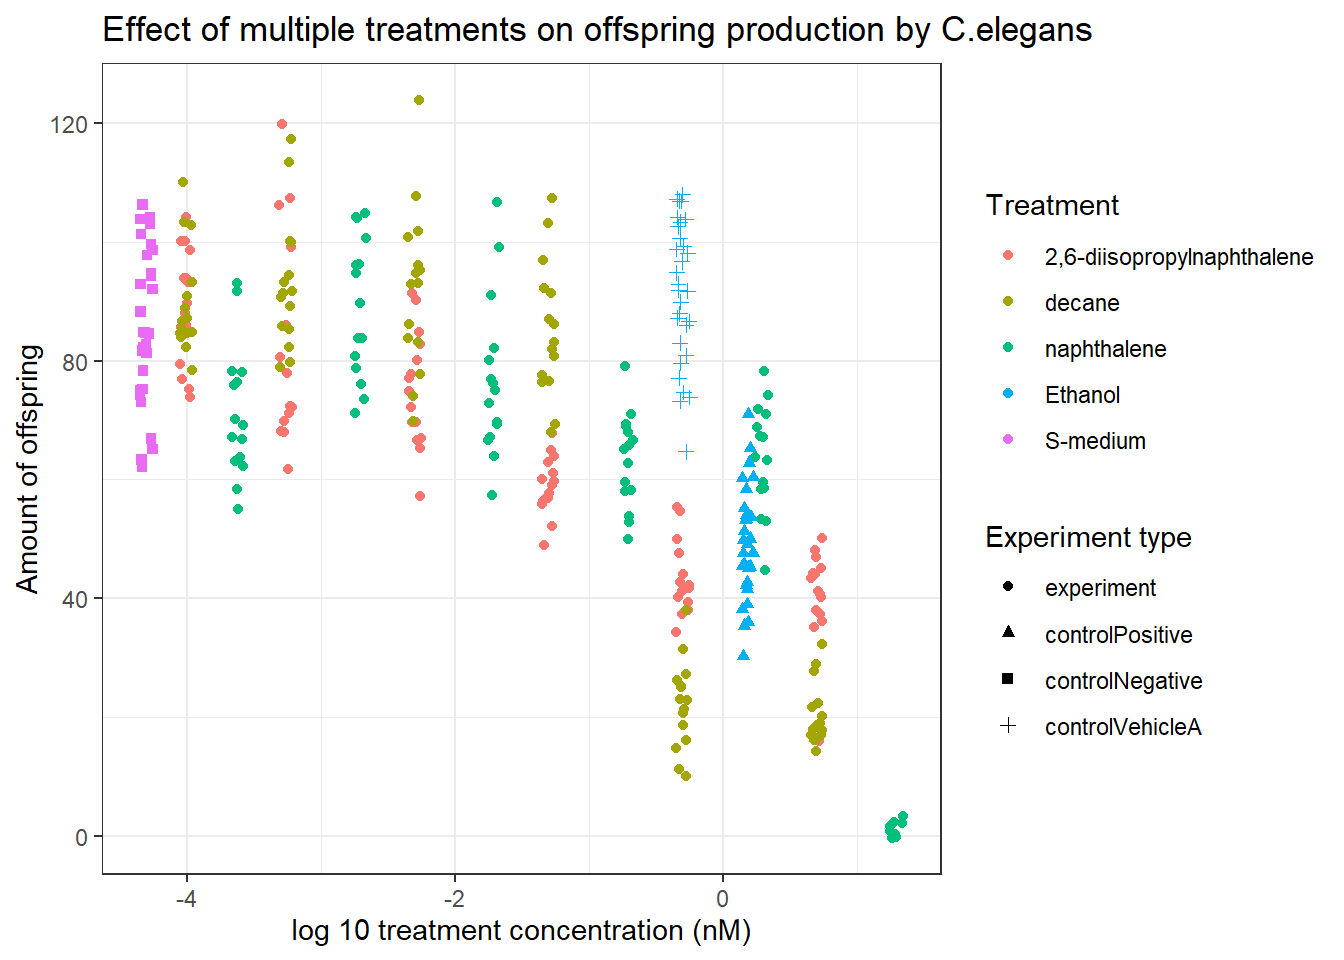 Effect of multiple treatments on offspring production by C.elegans
Amount of offspring
120
80
40
0
-4
-2
0
log 10 treatment concentration (nM)
Treatment
2,6-diisopropylnaphthalene
decane
naphthalene
Ethanol
S-medium
Experiment type
experiment
controlPositive
controlNegative
controlVehicleA